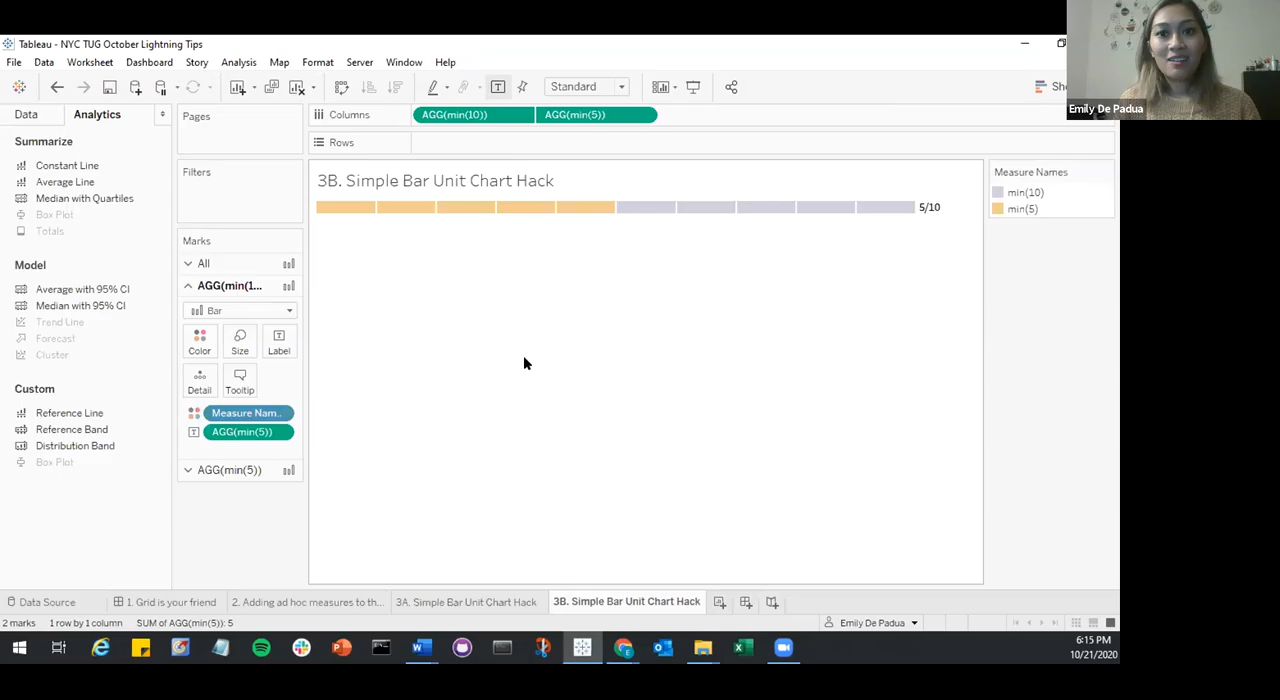 Tableau - NYC TUG October Lightning Tips
File Data Worksheet Dashboard Story Analysis Map Format Server Window Help
Standard
Emily De Padua
Data Analytics
Summarize
Constant Line
Average Line
Median with Quartiles
Box Plot
Totals
Model
Average with 95% CI
Median with 95% CI
Trend Line
Forecast
Cluster
Custom
Reference Line
Reference Band
Distribution Band
Box Plot
Pages
Filters
Marks
All
AGG(min(1...
Bar
Color Size Label
Detail Tooltip
Measure Nam..
AGG(min(5))
AGG(min(5))
Columns AGG(min(10)) AGG(min(5))
Rows
3B. Simple Bar Unit Chart Hack
5/10
Measure Names
min(10)
min(5)
Data Source 1. Grid is your friend 2. Adding ad hoc measures to th... 3A. Simple Bar Unit Chart Hack 3B. Simple Bar Unit Chart Hack
2 marks 1 row by 1 column SUM of AGG(min(5)): 5 Emily De Padua
6:15 PM
10/21/2020